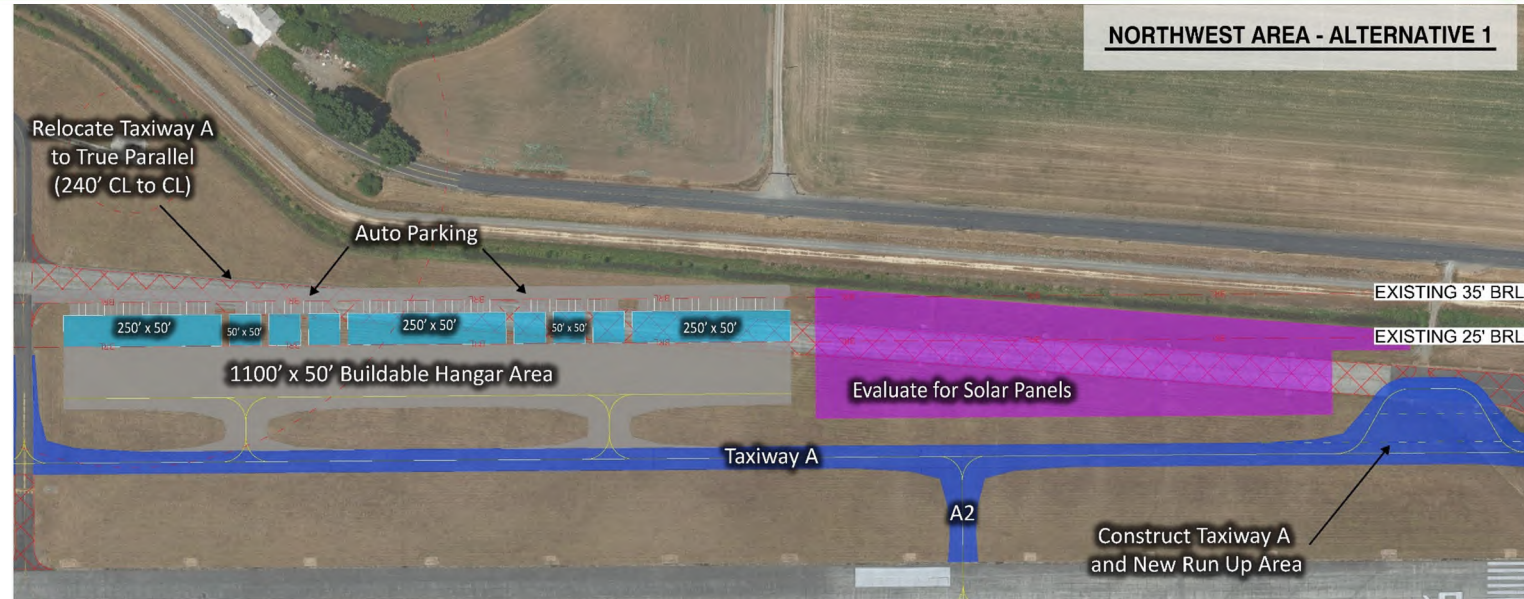 NORTHWEST AREA - ALTERNATIVE 1
Relocate Taxiway A
to True Parallel
(240' CL to CL)
Auto Parking
EXISTING 35' BRL
250' x 50'
50' x 50'
250' x 50'
50' x 50'
250' x 50'
EXISTING 25' BRL
1100' x 50' Buildable Hangar Area
Evaluate for Solar Panels
Taxiway A
A2
Construct Taxiway A
and New Run Up Area